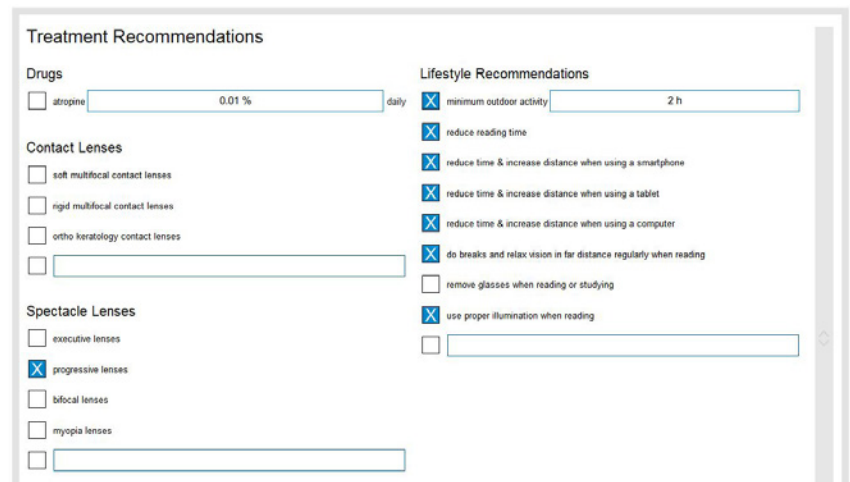 Treatment Recommendations
Drugs
atropine 0.01 % daily
Contact Lenses
soft multifocal contact lenses
rigid multifocal contact lenses
ortho keratology contact lenses
Spectacle Lenses
executive lenses
X progressive lenses
bifocal lenses
myopia lenses
Lifestyle Recommendations
X minimum outdoor activity 2 h
X reduce reading time
X reduce time & increase distance when using a smartphone
X reduce time & increase distance when using a tablet
X reduce time & increase distance when using a computer
X do breaks and relax vision in far distance regularly when reading
remove glasses when reading or studying
X use proper illumination when reading